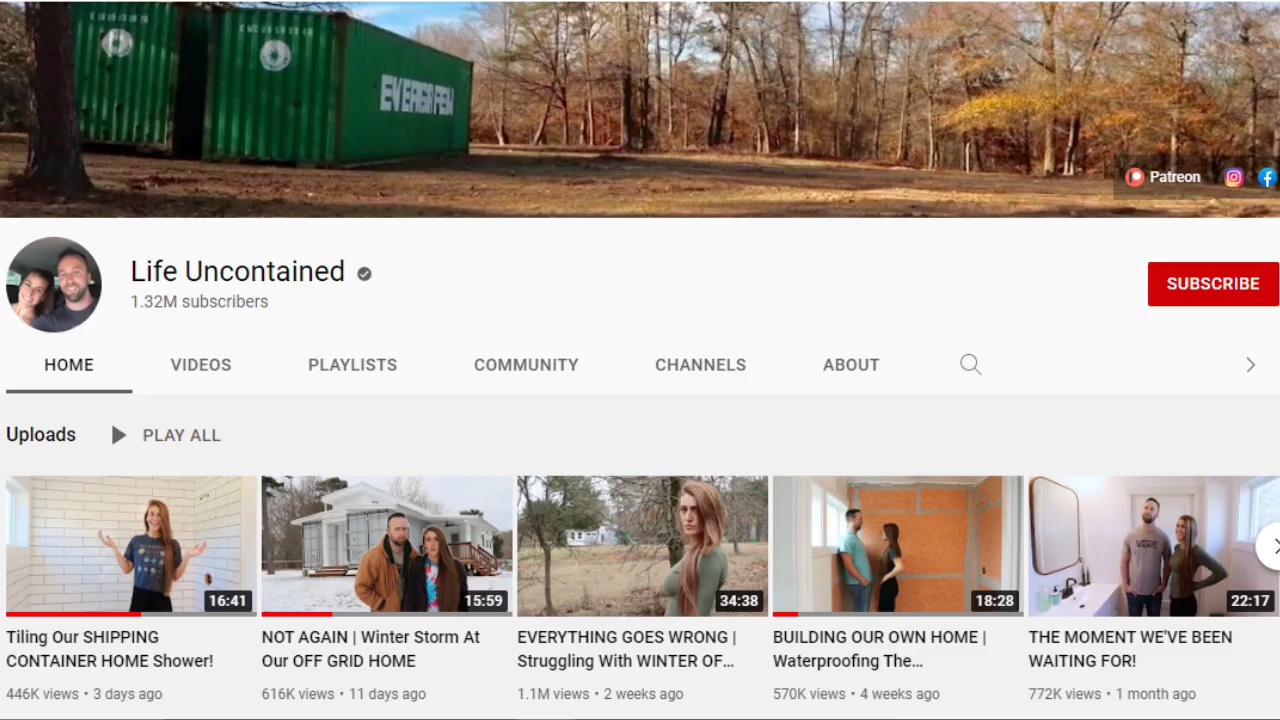 EVERGREEN
Patreon
Life Uncontained
1.32M subscribers
SUBSCRIBE
HOME
VIDEOS
PLAYLISTS
COMMUNITY
CHANNELS
ABOUT
Uploads
PLAY ALL
16:41
Tiling Our SHIPPING
CONTAINER HOME Shower!
446K views • 3 days ago
15:59
NOT AGAIN | Winter Storm At
Our OFF GRID HOME
616K views • 11 days ago
34:38
EVERYTHING GOES WRONG |
Struggling With WINTER OF...
1.1M views • 2 weeks ago
18:28
BUILDING OUR OWN HOME |
Waterproofing The...
570K views • 4 weeks ago
VANS
22:17
THE MOMENT WE'VE BEEN
WAITING FOR!
772K views • 1 month ago